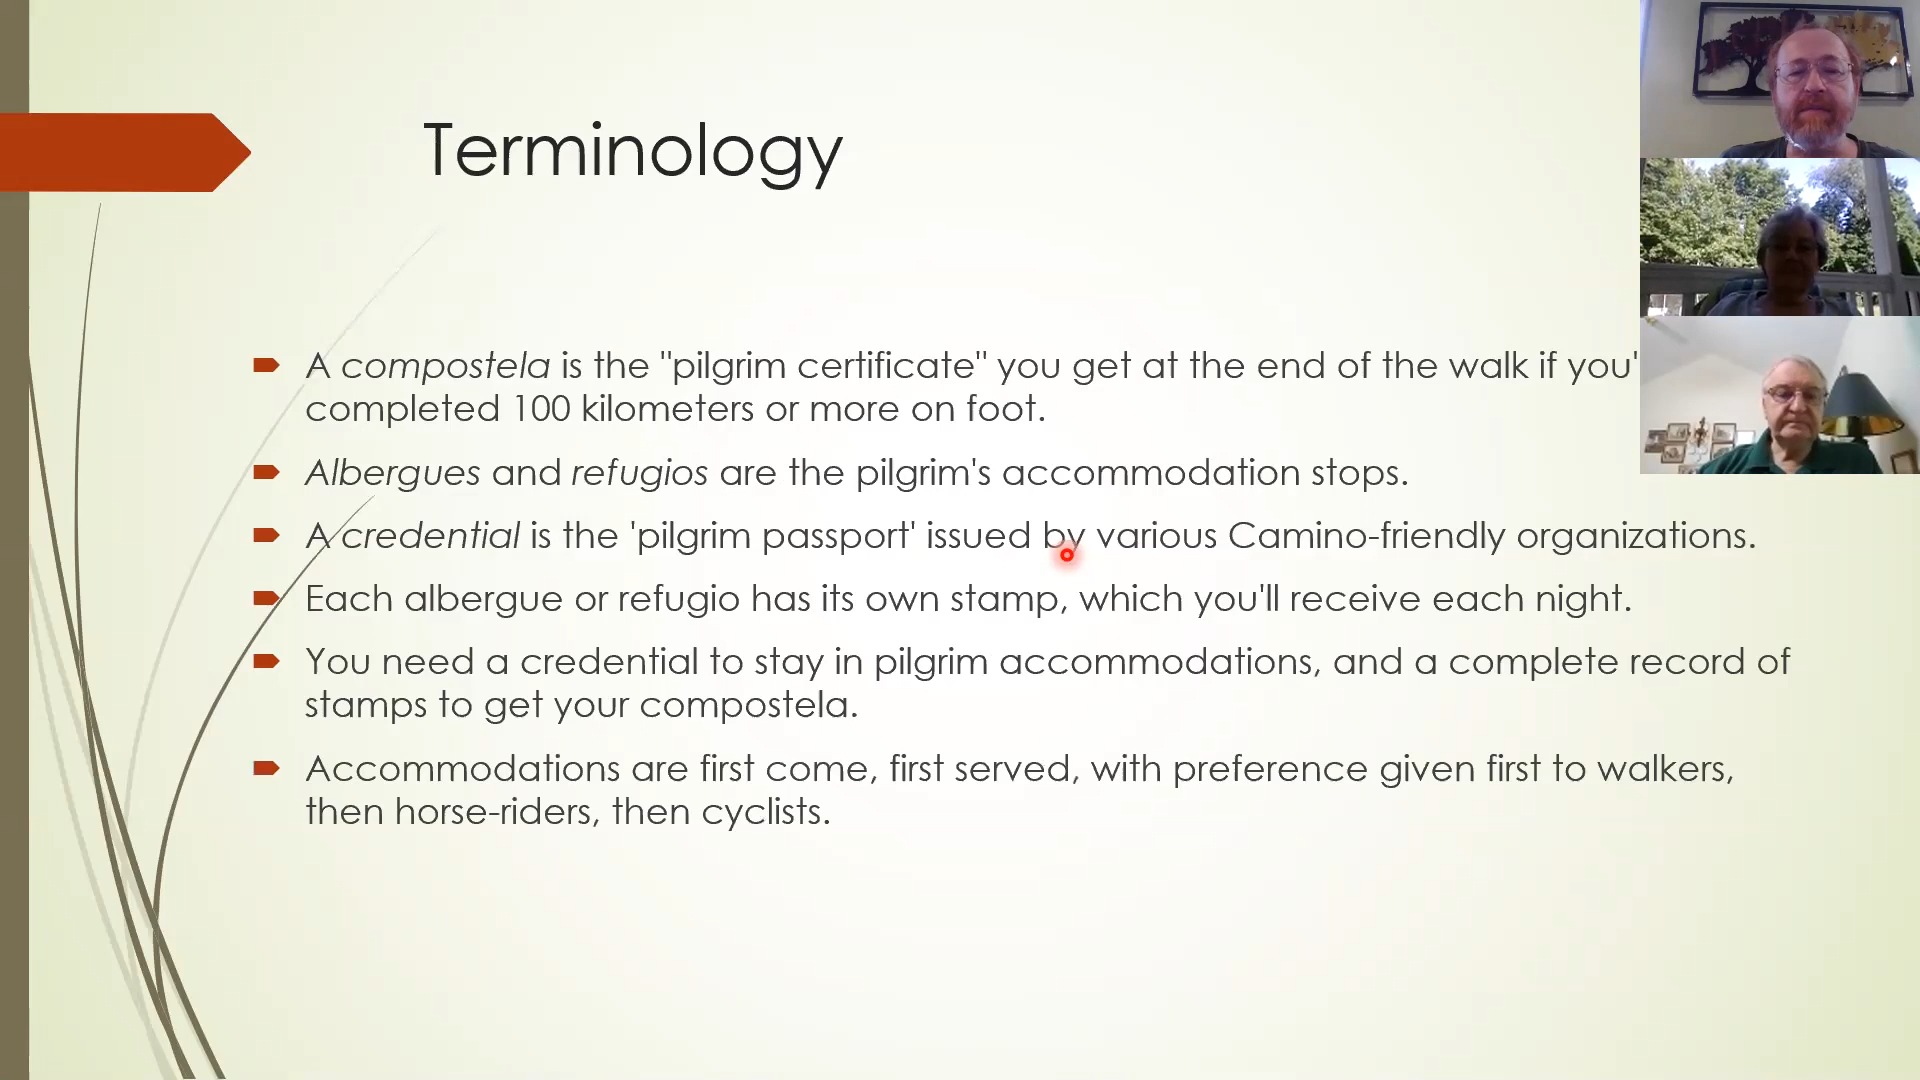 Terminology
A compostela is the "pilgrim certificate" you get at the end of the walk if you'
completed 100 kilometers or more on foot.
Albergues and refugios are the pilgrim's accommodation stops.
A credential is the 'pilgrim passport' issued by various Camino-friendly organizations.
Each albergue or refugio has its own stamp, which you'll receive each night.
You need a credential to stay in pilgrim accommodations, and a complete record of
stamps to get your compostela.
Accommodations are first come, first served, with preference given first to walkers,
then horse-riders, then cyclists.